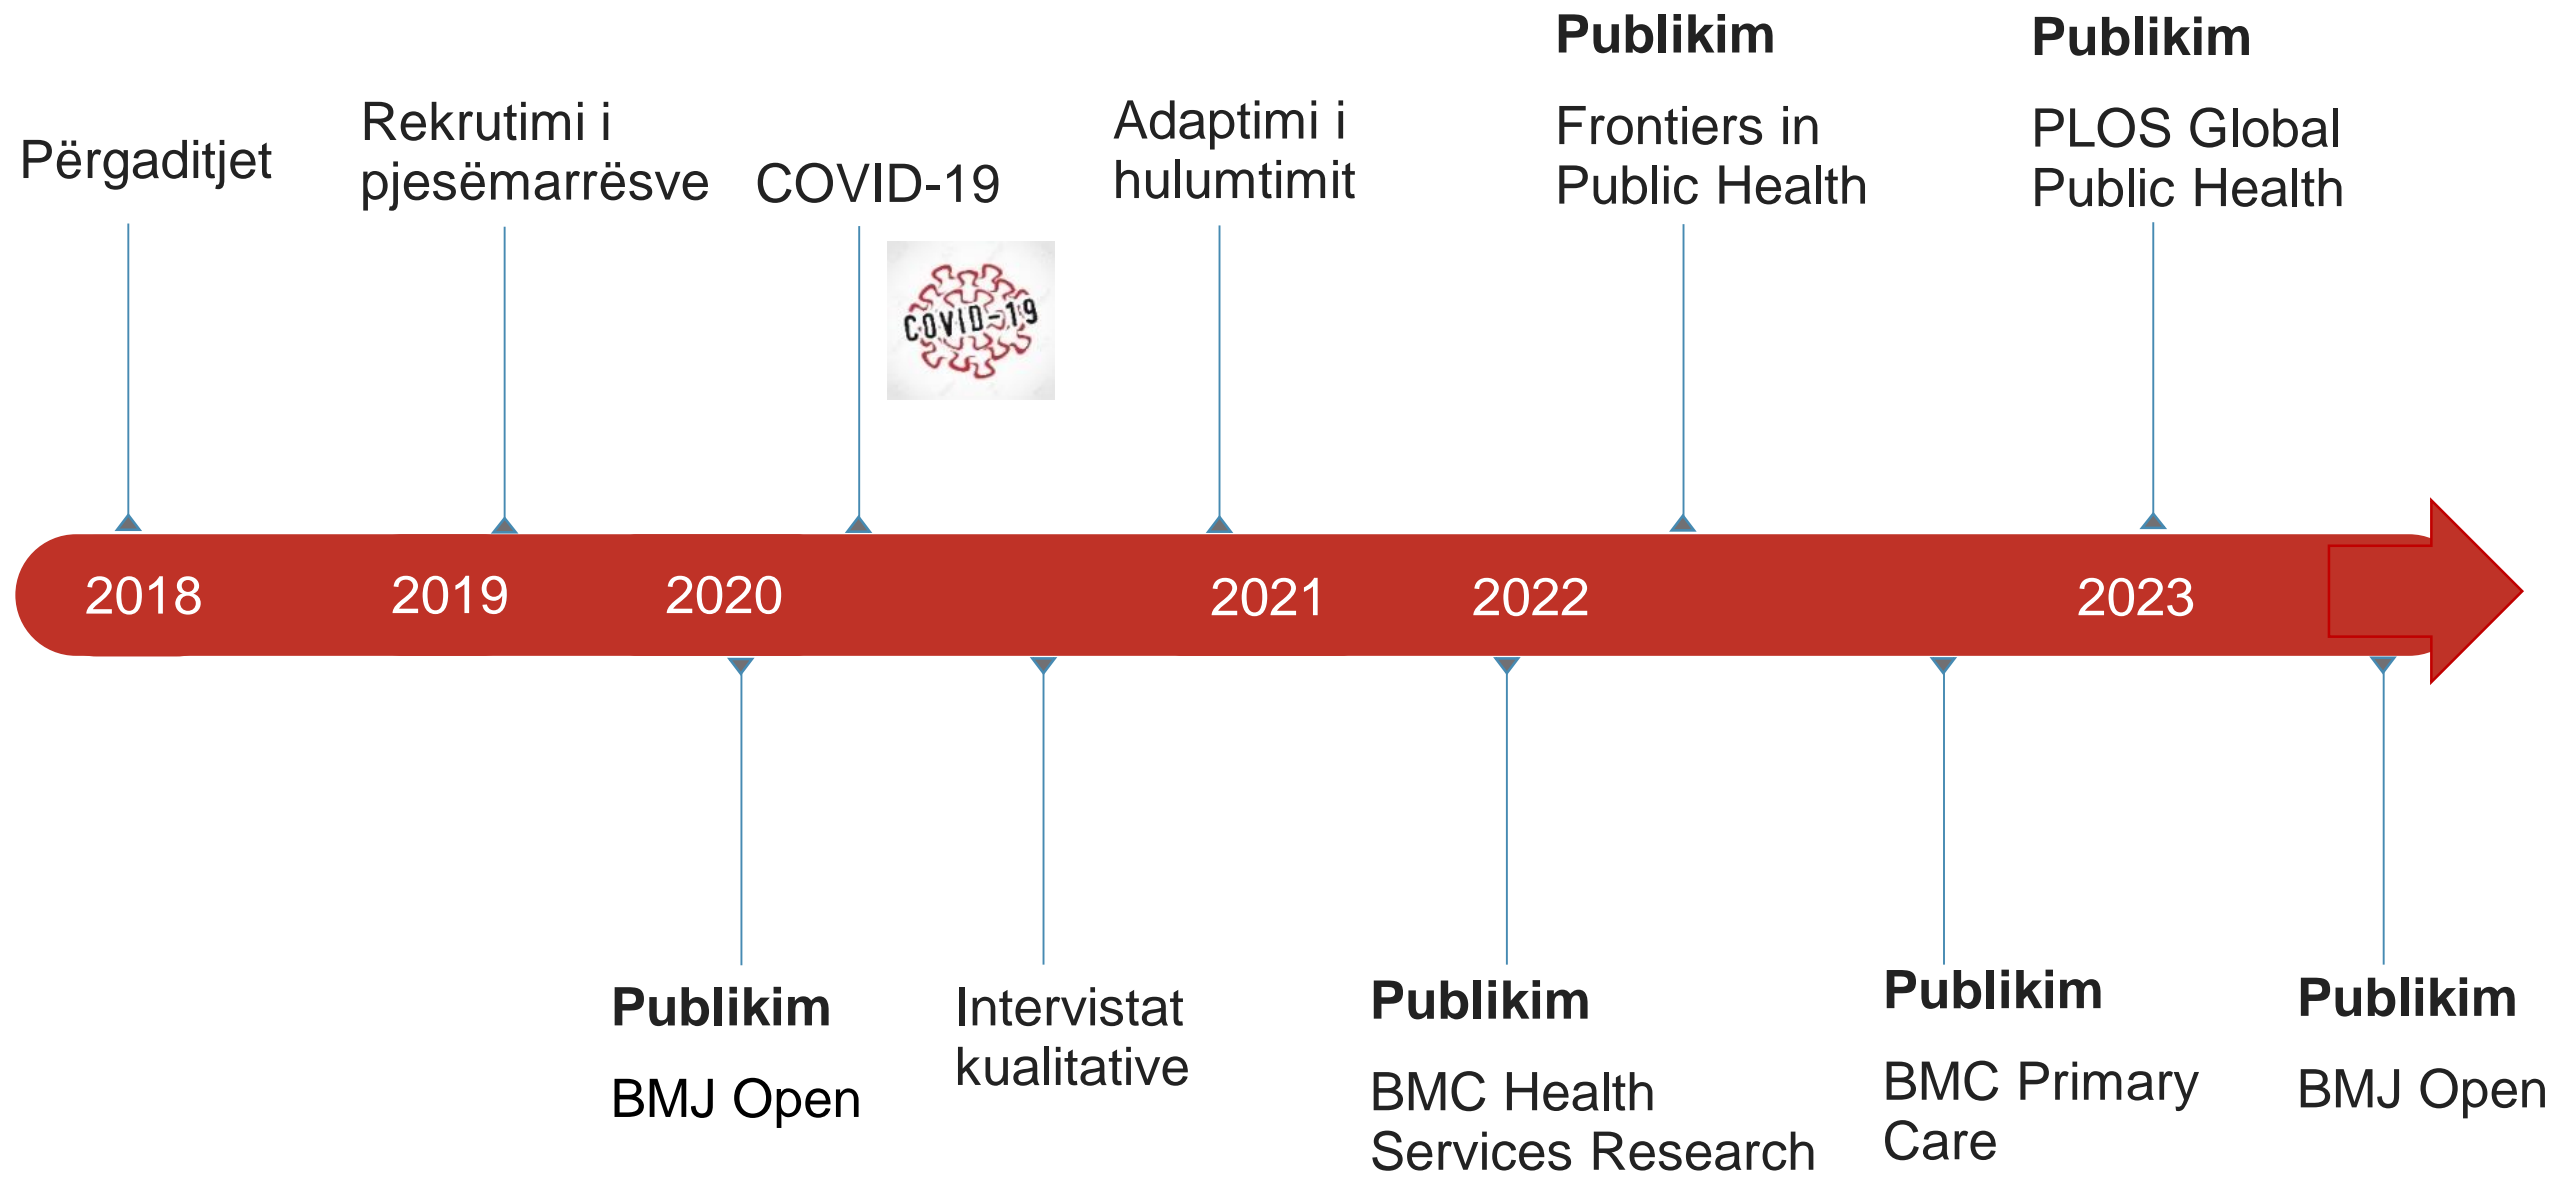 Përgaditjet
Rekrutimi i
pjesëmarrësve
COVID-19
COVID-19
Adaptimi i
hulumtimit
Publikim
Frontiers in
Public Health
Publikim
PLOS Global
Public Health
2018
2019
2020
2021
2022
2023
Publikim
BMJ Open
Intervistat
kualitative
Publikim
BMC Health
Services Research
Publikim
BMC Primary
Care
Publikim
BMJ Open